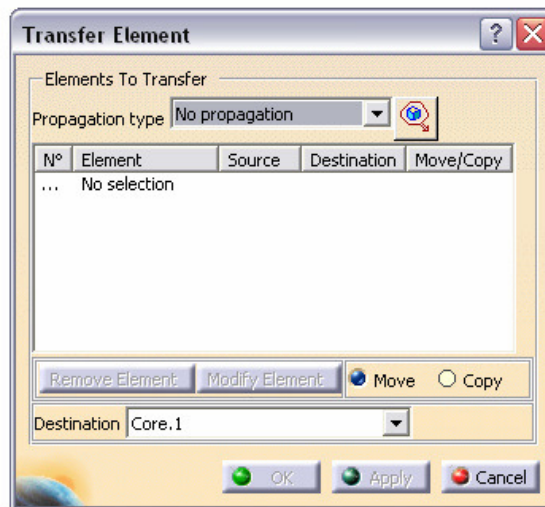 Transfer Element
Elements To Transfer
Propagation type No propagation
N° Element Source Destination Move/Copy
... No selection
Remove Element Modify Element Move Copy
Destination Core.1
OK Apply Cancel